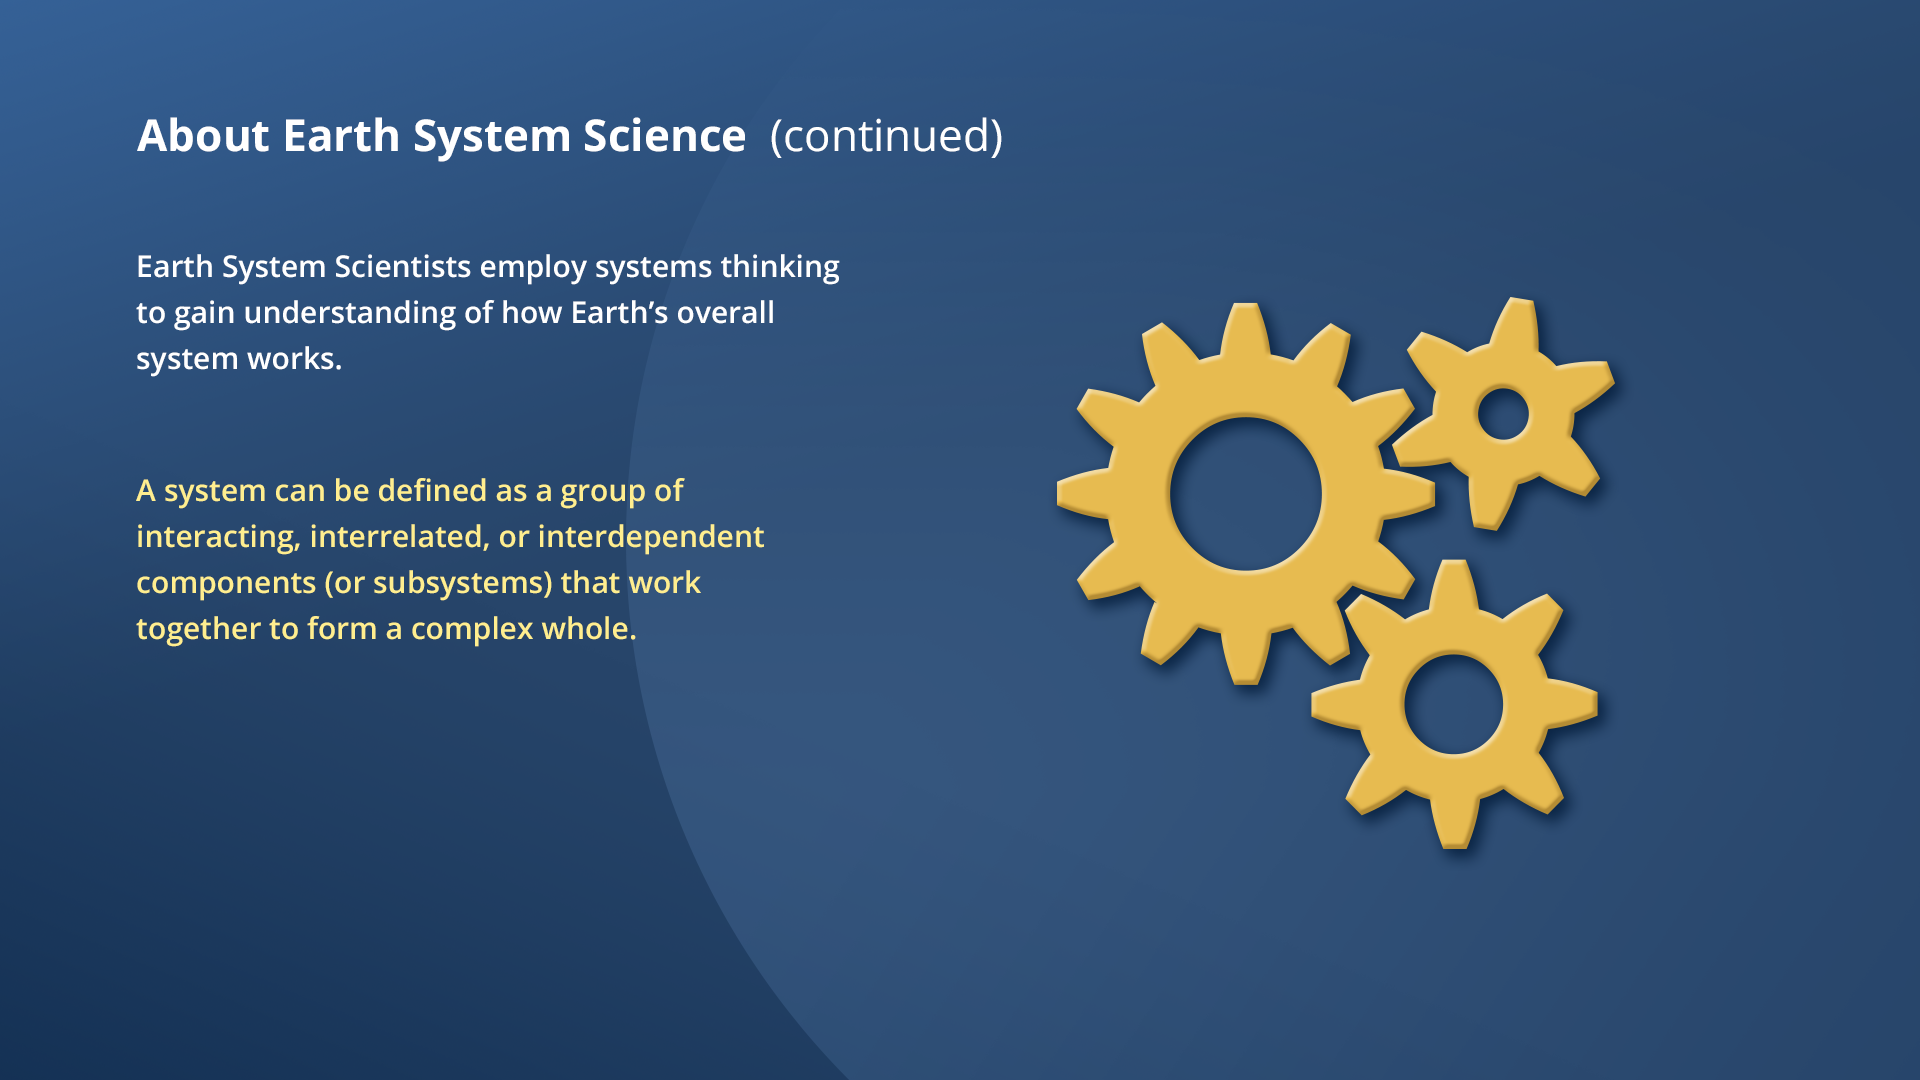 About Earth System Science (continued)
Earth System Scientists employ systems thinking
to gain understanding of how Earth’s overall
system works.
A system can be defined as a group of
interacting, interrelated, or interdependent
components (or subsystems) that work
together to form a complex whole.